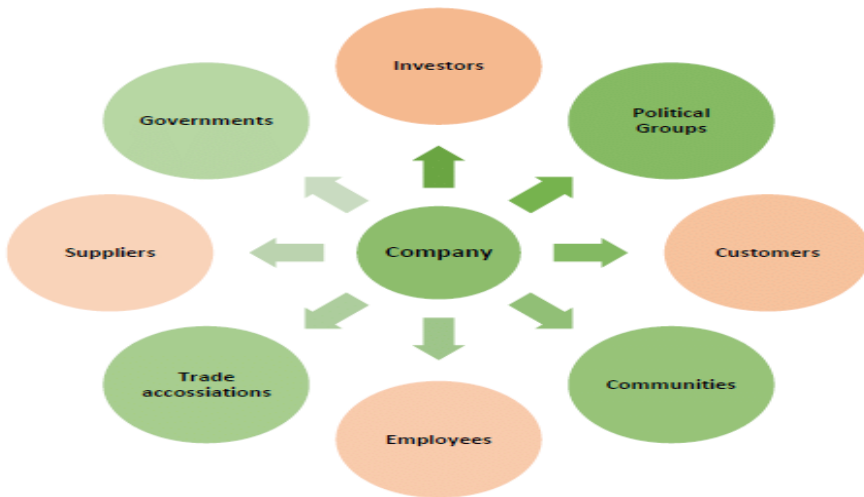 Investors
Governments
Political
Groups
Suppliers
Company
Customers
Trade
accossiations
Communities
Employees